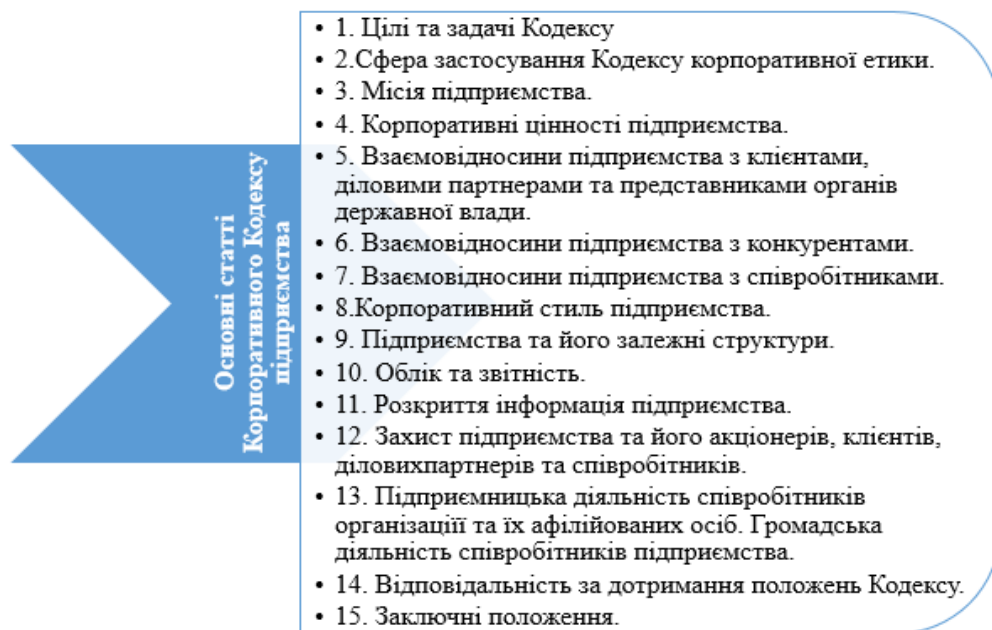 Основні статті
Корпоративного Кодексу
підприємства
• 1. Цілі та задачі Кодексу
• 2.Сфера застосування Кодексу корпоративної етики.
• 3. Місія підприємства.
• 4. Корпоративні цінності підприємства.
• 5. Взаємовідносини підприємства з клієнтами,
діловими партнерами та представниками органів
державної влади.
• 6. Взаємовідносини підприємства з конкурентами.
• 7. Взаємовідносини підприємства з співробітниками.
• 8.Корпоративний стиль підприємства.
• 9. Підприємства та його залежні структури.
• 10. Облік та звітність.
• 11. Розкриття інформація підприємства.
• 12. Захист підприємства та його акціонерів, клієнтів,
діловихпартнерів та співробітників.
• 13. Підприємницька діяльність співробітників
організаціїї та їх афілійованих осіб. Громадська
діяльність співробітників підприємства.
• 14. Відповідальність за дотримання положень Кодексу.
• 15. Заключні положення.